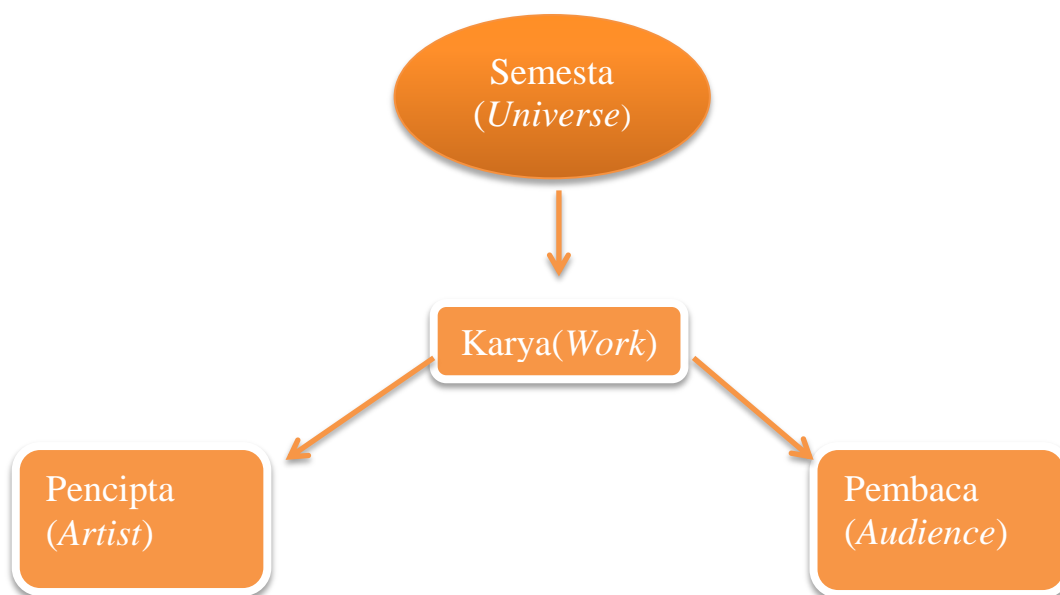 Semesta
(Universe)
Karya(Work)
Pencipta
(Artist)
Pembaca
(Audience)